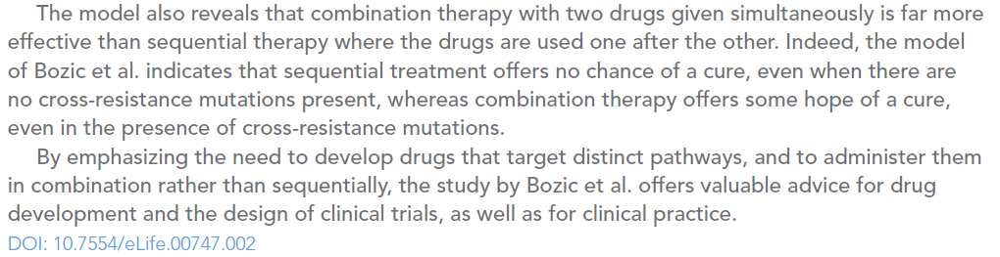 The model also reveals that combination therapy with two drugs given simultaneously is far more
effective than sequential therapy where the drugs are used one after the other. Indeed, the model
of Bozic et al. indicates that sequential treatment offers no chance of a cure, even when there are
no cross-resistance mutations present, whereas combination therapy offers some hope of a cure,
even in the presence of cross-resistance mutations.
By emphasizing the need to develop drugs that target distinct pathways, and to administer them
in combination rather than sequentially, the study by Bozic et al. offers valuable advice for drug
development and the design of clinical trials, as well as for clinical practice.
DOI: 10.7554/eLife.00747.002